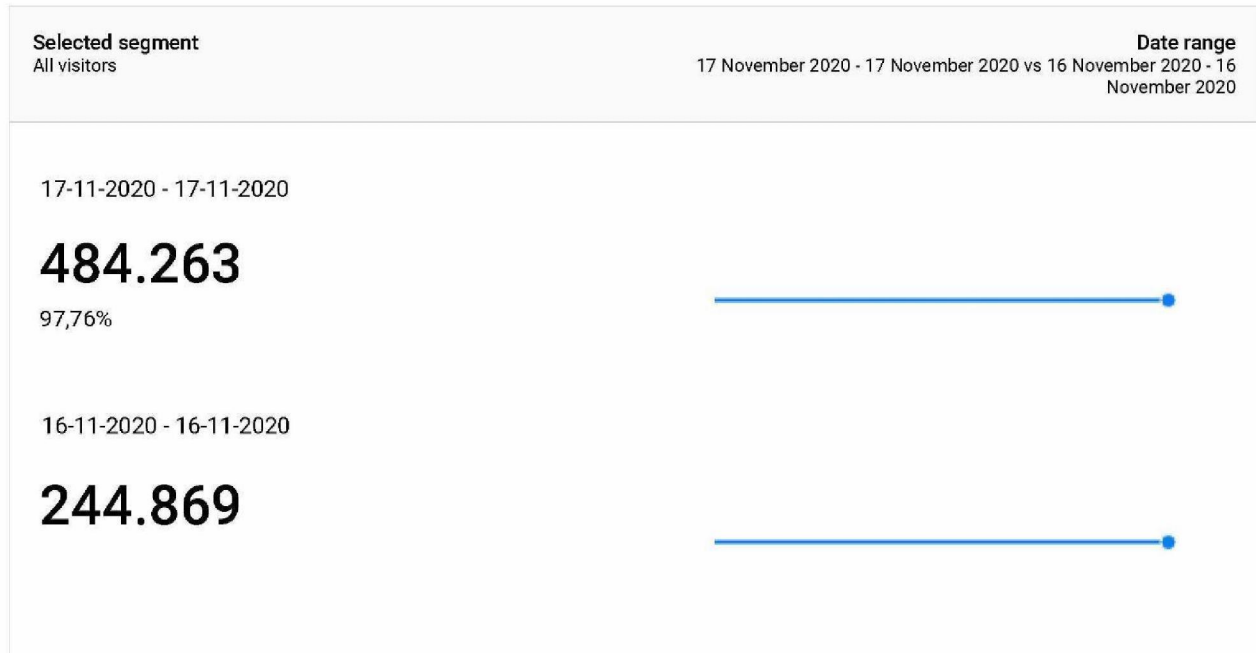 Selected segment
All visitors
Date range
17 November 2020 - 17 November 2020 vs 16 November 2020 - 16
November 2020
17-11-2020 - 17-11-2020
484.263
97,76%
16-11-2020 - 16-11-2020
244.869